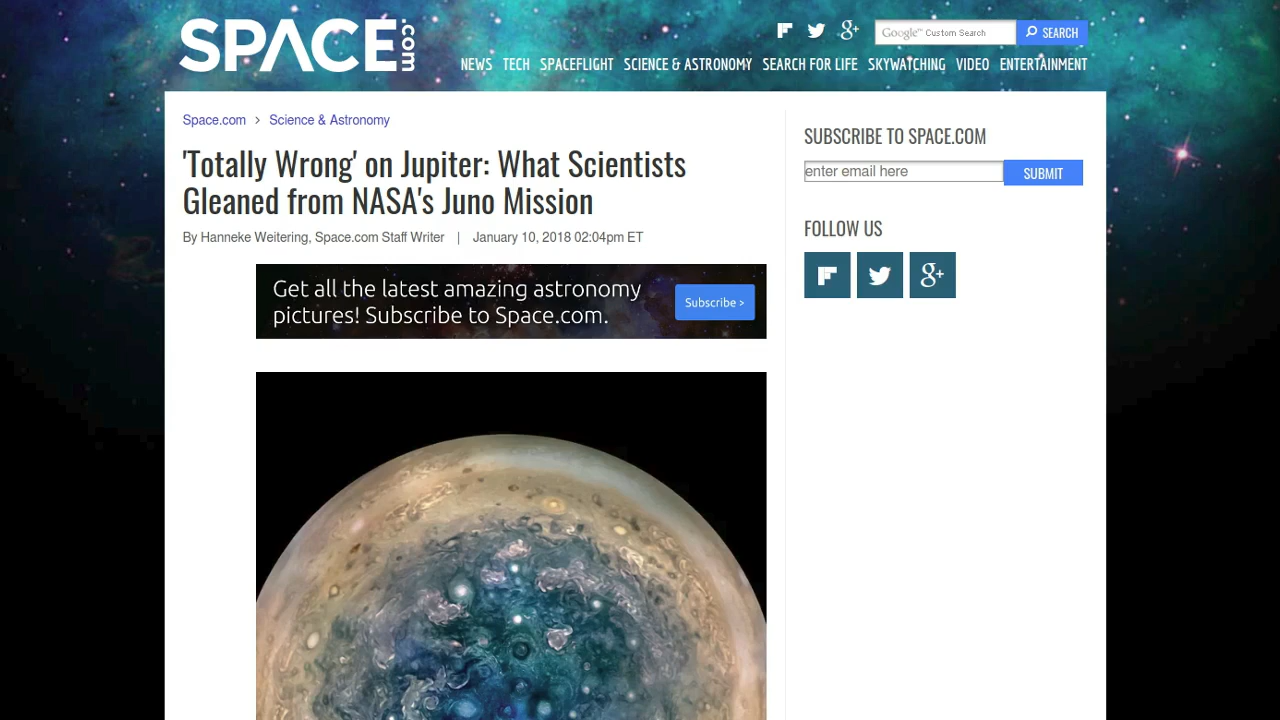 SPACE.com
Google™ Custom Search
SEARCH
NEWS TECH SPACEFLIGHT SCIENCE & ASTRONOMY SEARCH FOR LIFE SKYWATCHING VIDEO ENTERTAINMENT
Space.com > Science & Astronomy
'Totally Wrong' on Jupiter: What Scientists
Gleaned from NASA's Juno Mission
By Hanneke Weitering, Space.com Staff Writer | January 10, 2018 02:04pm ET
Get all the latest amazing astronomy
pictures! Subscribe to Space.com.
Subscribe >
SUBSCRIBE TO SPACE.COM
enter email here
SUBMIT
FOLLOW US
g+